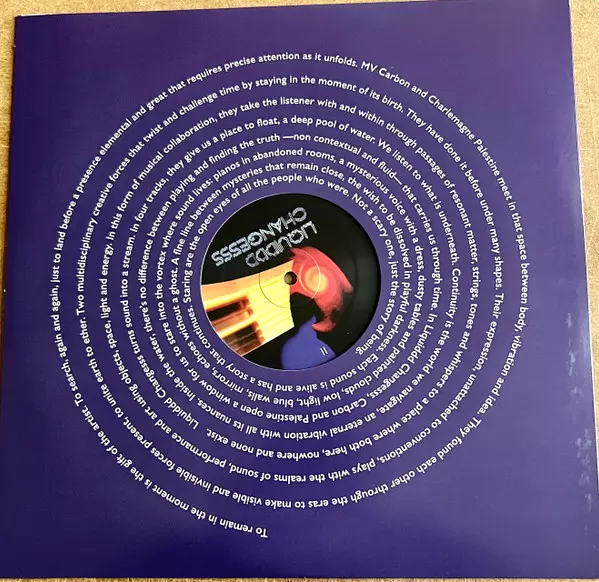 To remain in the moment is the gift of the artist. To search, again and again, just to land before a presence elemental and great that requires precise attention as it unfolds. MV Carbon and Charlemagne Palestine meet in that space between body, vibration and idea. They found each other through the eras to make visible and invisible forces present; to unite earth to ether. Two multidisciplinary creative forces that twist and challenge time by staying in the moment of its birth. They have done it before under many shapes. Their expression, unattached to conventions, plays with the realms of sound, performance and art using objects, space, light and energy. In this form of musical collaboration, they take the listener with and within through passages of resonant matter, strings, tones and whispers to a place where both here, nowhere and none exist. Liquidd Changesss turns sound into a stream. In four tracks, they give us a place to float, a deep pool of water. We listen to what is underneath. Continuity is the world we navigate, an eternal vibration with all its nuances. Inside the water, there's no difference between playing and finding the truth —non contextual and fluid— that carries us through time. In Liquidd Changesss, Carbon and Palestine open a window for us to stare into the vortex where sound lives: pianos in abandoned rooms, a mysterious voice with a dress, dusty tables and painted clouds, low light, blue walls, mirrors, echoes without a ghost. A fine line between mysteries that remain close, the wish to be dissolved in playful darkness. Each sound is alive and has a story that continues. Soaring are the open eyes of all the people who were. Not a scary one, just the story of being
LIQUIDDD
CHANGESSS
II